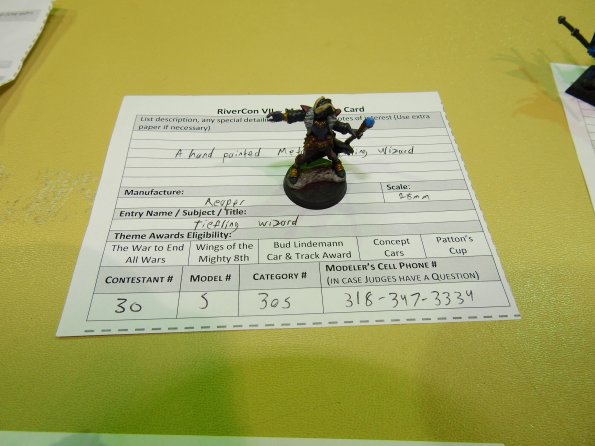 RiverCon VII Card
List description, any special detailing notes of interest (Use extra
paper if necessary)
A hand painted Wizard
Manufacture: Scale:
Reaper 28mm
Entry Name / Subject / Title:
Tiefling wizard
Theme Awards Eligibility:
The War to End All Wars
Wings of the Mighty 8th
Bud Lindemann Car & Track Award
Concept Cars
Patton's Cup
CONTESTANT # MODEL # CATEGORY # MODELER'S CELL PHONE #
(IN CASE JUDGES HAVE A QUESTION)
30 5 305 318-347-3334